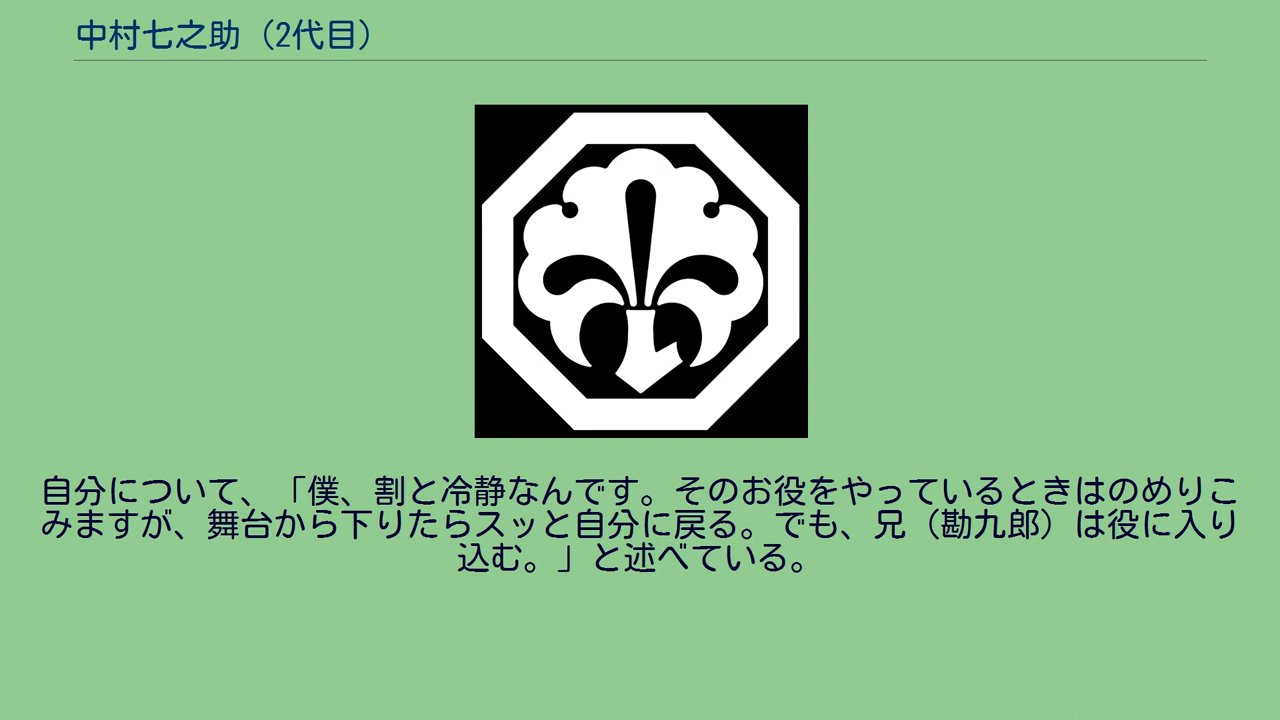 中村七之助（2代目）
自分について、「僕、割と冷静なんです。そのお役をやっているときはのめりこ
みますが、舞台から下りたらスッと自分に戻る。でも、兄（勘九郎）は役に入り
込む。」と述べている。